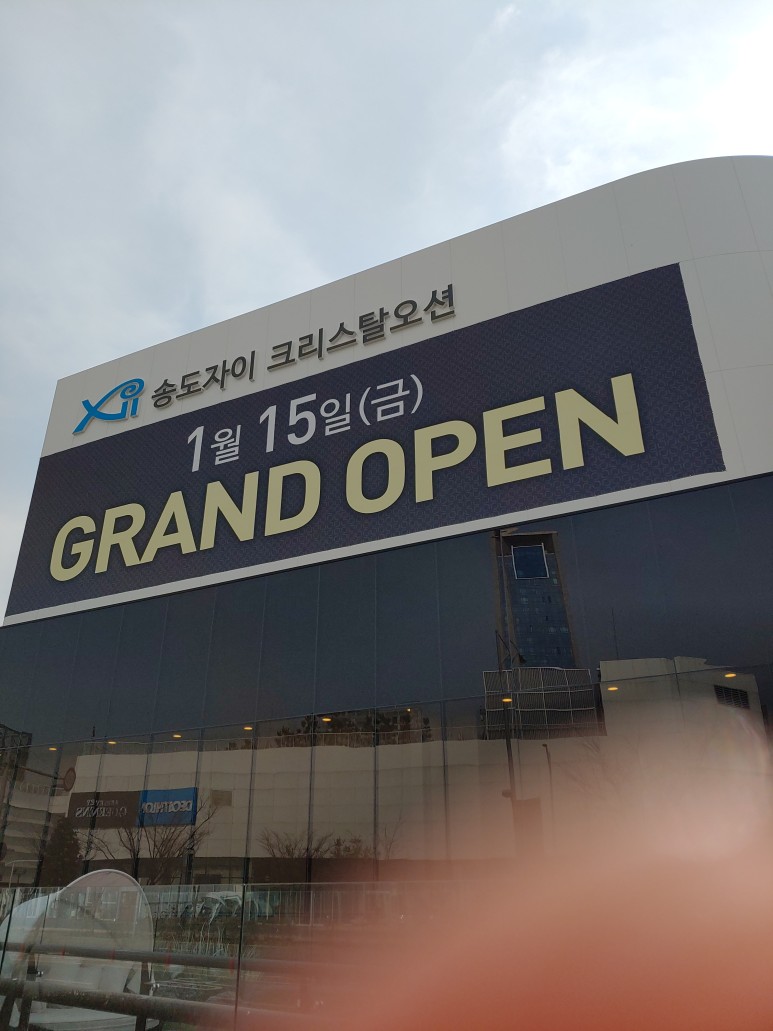 Xii 송도자이 크리스탈오션
1월 15일(금)
GRAND OPEN
DECATHLON
QUEENS